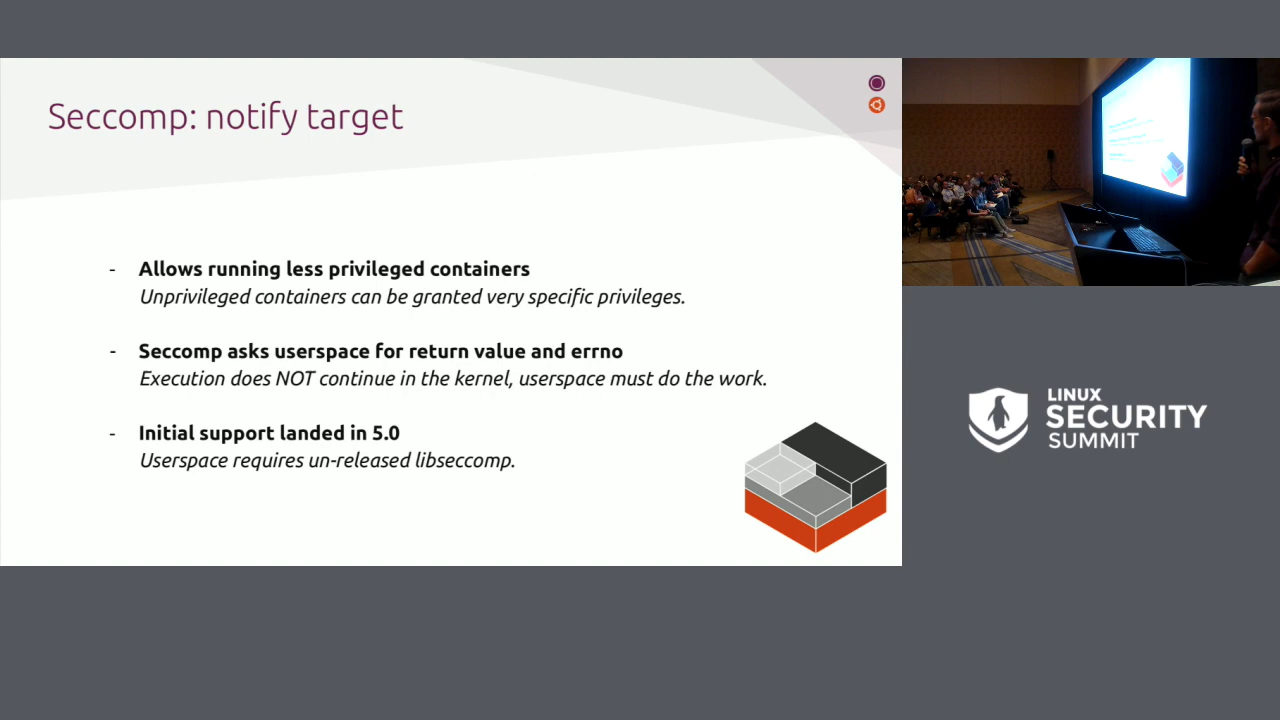 Seccomp: notify target
- Allows running less privileged containers
Unprivileged containers can be granted very specific privileges.
- Seccomp asks userspace for return value and errno
Execution does NOT continue in the kernel, userspace must do the work.
- Initial support landed in 5.0
Userspace requires un-released libseccomp.
LINUX
SECURITY
SUMMIT